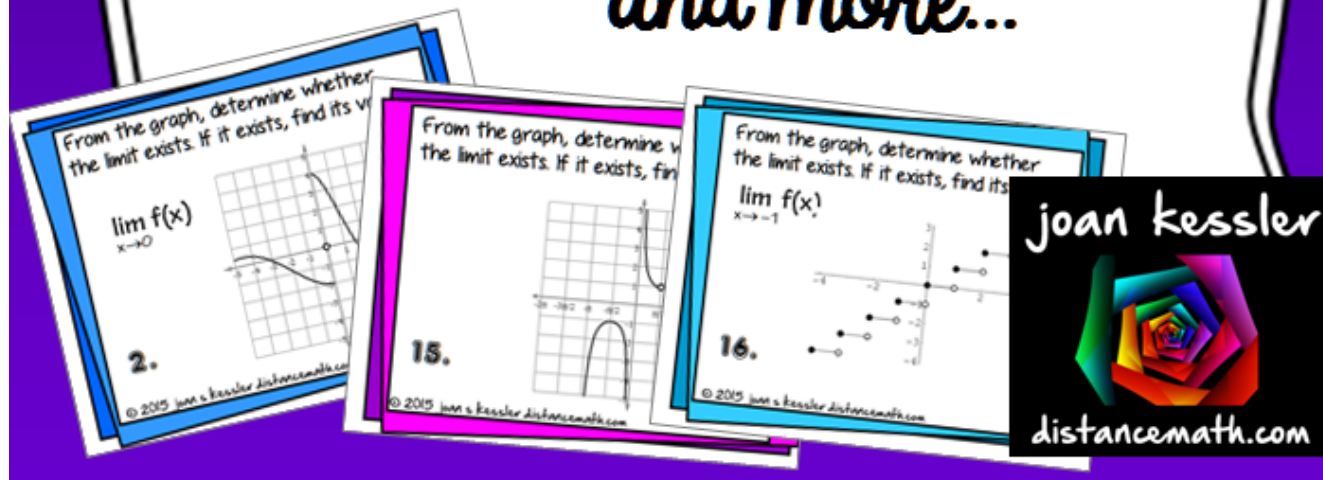 and more...
From the graph, determine whether
the limit exists. If it exists, find its
lim f(x)
x→0
2.
© 2015 joan s kessler distancemath.com
From the graph, determine
the limit exists. If it exists, fin
15.
© 2015 joan s kessler distancemath.com
From the graph, determine whether
the limit exists. If it exists, find its
lim f(x)
x→-1
16.
© 2015 joan s kessler distancemath.com
joan kessler
distancemath.com